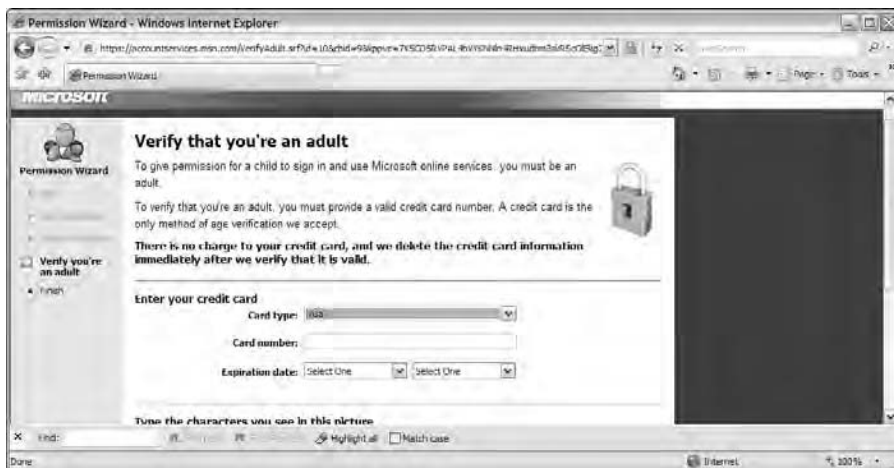 Permission Wizard - Windows Internet Explorer
Permission Wizard
Page
Tools
Microsoft
Permission Wizard
Verify you're
an adult
Finish
Verify that you're an adult
To give permission for a child to sign in and use Microsoft online services, you must be an
adult.
To verify that you're an adult, you must provide a valid credit card number. A credit card is the
only method of age verification we accept.
There is no charge to your credit card, and we delete the credit card information
immediately after we verify that it is valid.
Enter your credit card
Card type: Visa
Card number:
Expiration date: Select One Select One
Type the characters you see in this picture
Find:
Highlight all Match case
Done
Internet
100%